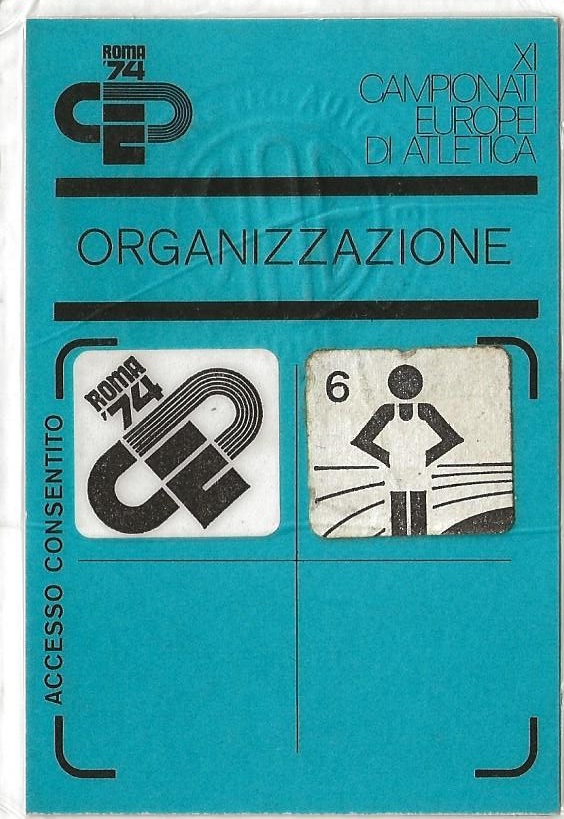 ROMA
'74
XI
CAMPIONATI
EUROPEI
DI ATLETICA
ORGANIZZAZIONE
ACCESSO CONSENTITO
ROMA
'74
6